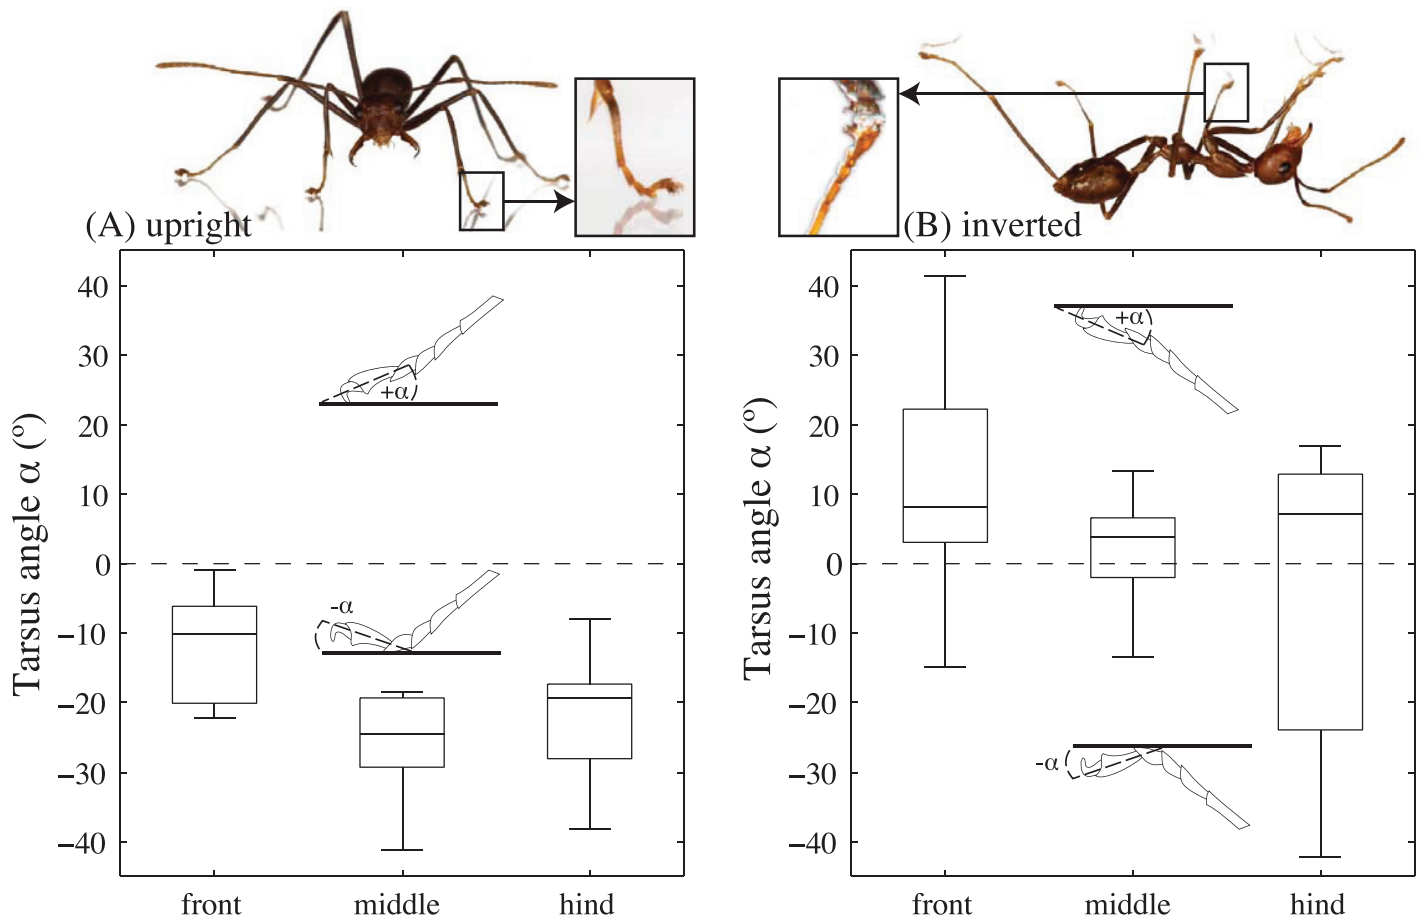 (A) upright
(B) inverted
Tarsus angle α (º)
40
30
20
10
0
−10
−20
−30
−40
+α
-α
front
middle
hind
Tarsus angle α (º)
40
30
20
10
0
−10
−20
−30
−40
+α
-α
front
middle
hind